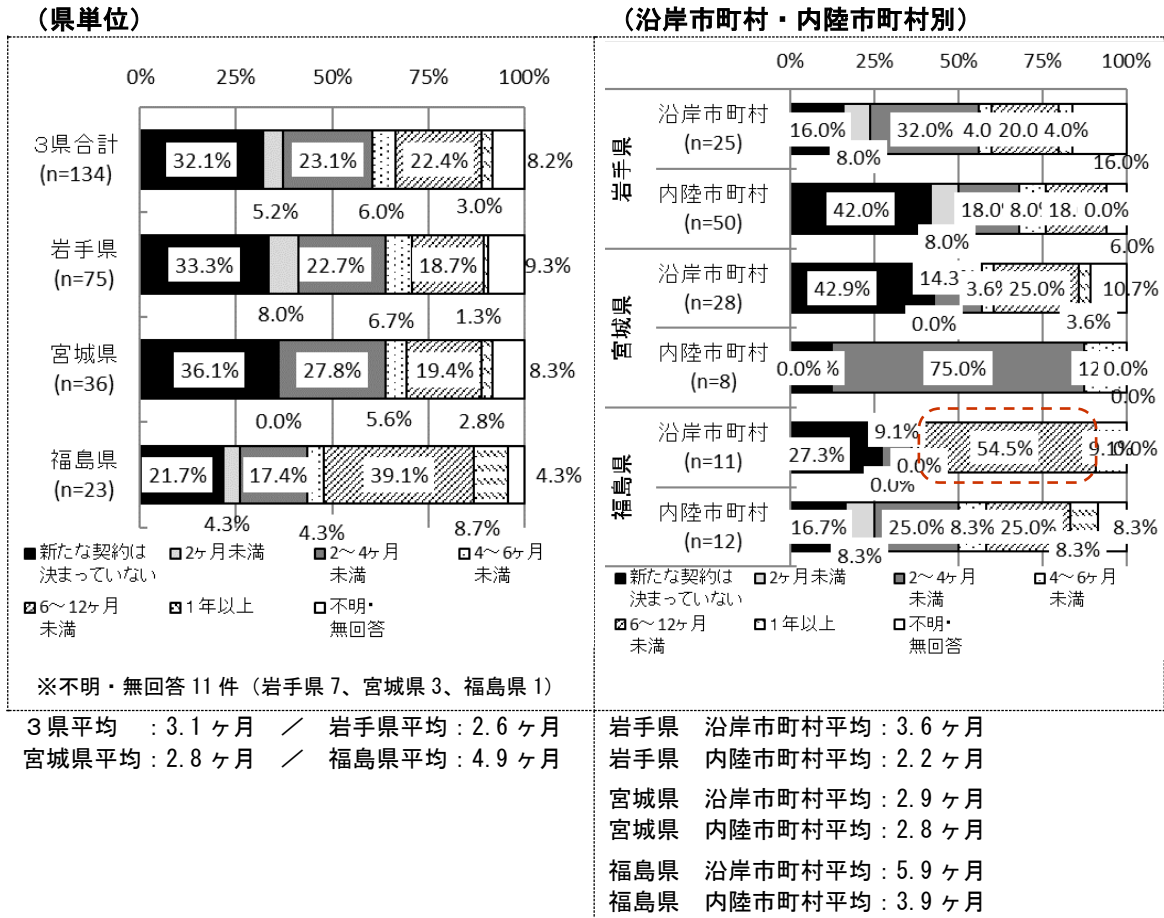 （県単位）
0% 25% 50% 75% 100%
3県合計
(n=134)
32.1% 23.1% 22.4% 8.2%
5.2% 6.0% 3.0%
岩手県
(n=75)
33.3% 22.7% 18.7% 9.3%
8.0% 6.7% 1.3%
宮城県
(n=36)
36.1% 27.8% 19.4% 8.3%
0.0% 5.6% 2.8%
福島県
(n=23)
21.7% 17.4% 39.1% 4.3%
4.3% 4.3% 8.7%
新たな契約は
決まっていない
2ヶ月未満
2～4ヶ月
未満
4～6ヶ月
未満
6～12ヶ月
未満
1年以上
不明・
無回答
※不明・無回答 11 件（岩手県 7、宮城県 3、福島県 1）
３県平均　：3.1 ヶ月　／　岩手県平均：2.6 ヶ月
宮城県平均：2.8 ヶ月　／　福島県平均：4.9 ヶ月
（沿岸市町村・内陸市町村別）
0% 25% 50% 75% 100%
岩手県
沿岸市町村
(n=25)
16.0% 32.0% 4.0 20.0 4.0%
8.0% 16.0%
内陸市町村
(n=50)
42.0% 18.0 8.0% 18. 0.0%
8.0% 6.0%
宮城県
沿岸市町村
(n=28)
42.9% 14.3 3.6% 25.0% 10.7%
0.0% 3.6%
内陸市町村
(n=8)
0.0% % 75.0% 12 0.0%
0.0%
福島県
沿岸市町村
(n=11)
27.3% 9.1% 0.0% 54.5% 9.1% 0.0%
0.0%
内陸市町村
(n=12)
16.7% 25.0% 8.3% 25.0% 8.3%
8.3% 8.3%
新たな契約は
決まっていない
2ヶ月未満
2～4ヶ月
未満
4～6ヶ月
未満
6～12ヶ月
未満
1年以上
不明・
無回答
岩手県　沿岸市町村平均：3.6 ヶ月
岩手県　内陸市町村平均：2.2 ヶ月
宮城県　沿岸市町村平均：2.9 ヶ月
宮城県　内陸市町村平均：2.8 ヶ月
福島県　沿岸市町村平均：5.9 ヶ月
福島県　内陸市町村平均：3.9 ヶ月